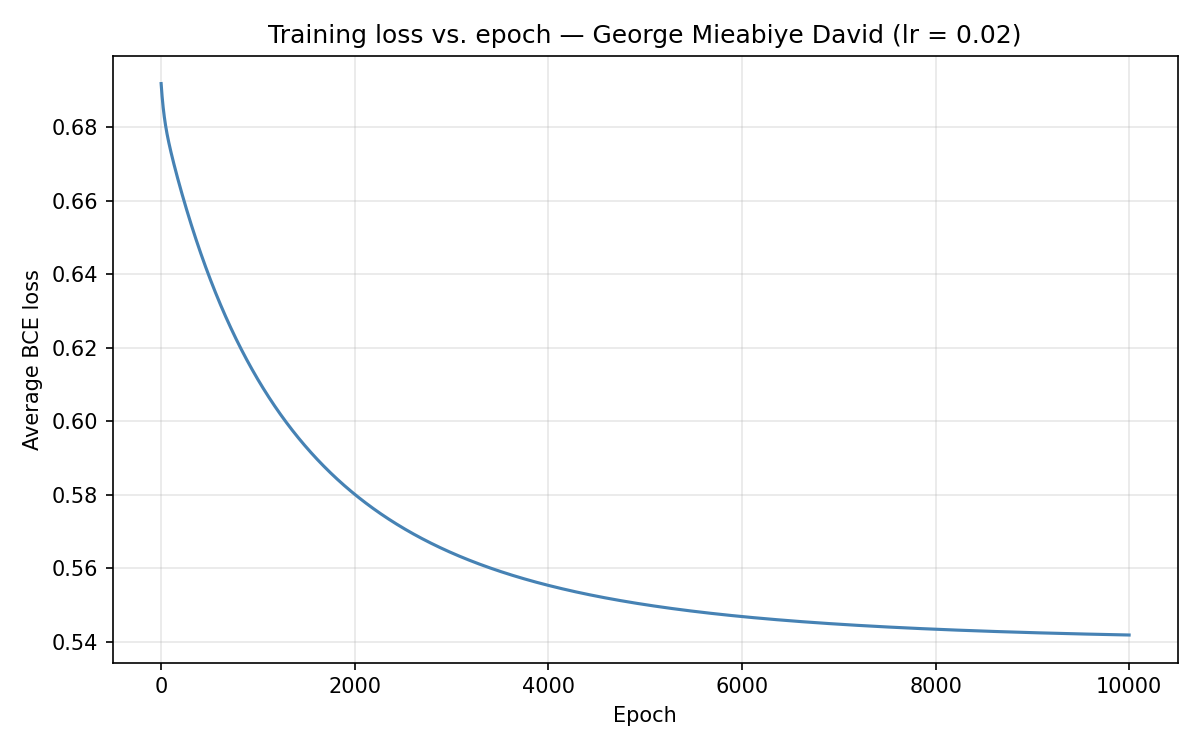 Training loss vs. epoch — George Mieabiye David (lr = 0.02)
Average BCE loss
0.68
0.66
0.64
0.62
0.60
0.58
0.56
0.54
0 2000 4000 6000 8000 10000
Epoch